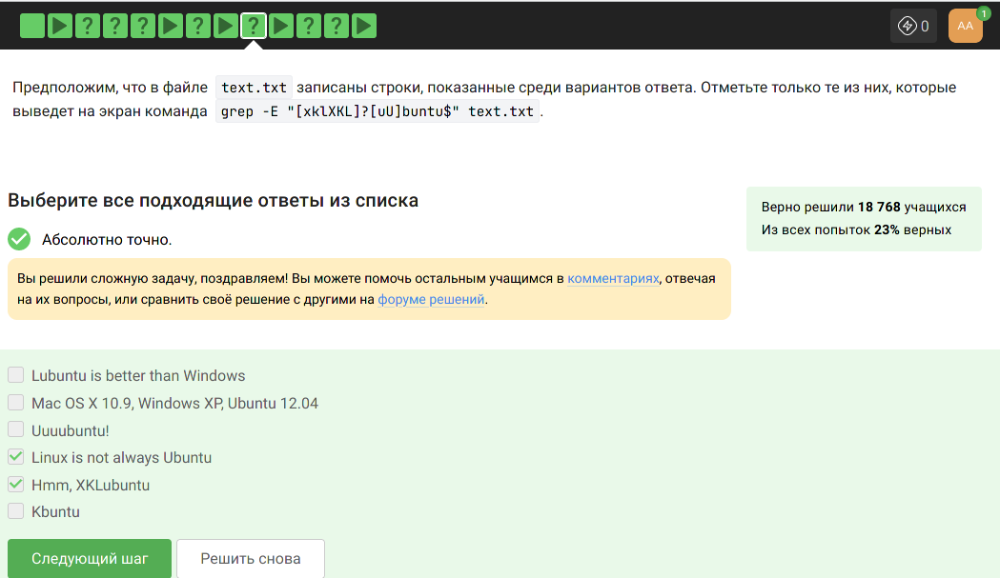 ? ? ? ? ? ? ?
0
AA
1
Предположим, что в файле text.txt записаны строки, показанные среди вариантов ответа. Отметьте только те из них, которые
выведет на экран команда grep -E "[xklXKL]?[uU]buntu$" text.txt.
Выберите все подходящие ответы из списка
Верно решили 18 768 учащихся
Из всех попыток 23% верных
Абсолютно точно.
Вы решили сложную задачу, поздравляем! Вы можете помочь остальным учащимся в комментариях, отвечая
на их вопросы, или сравнить своё решение с другими на форуме решений.
Lubuntu is better than Windows
Mac OS X 10.9, Windows XP, Ubuntu 12.04
Uuuubuntu!
Linux is not always Ubuntu
Hmm, XKLubuntu
Kbuntu
Следующий шаг
Решить снова